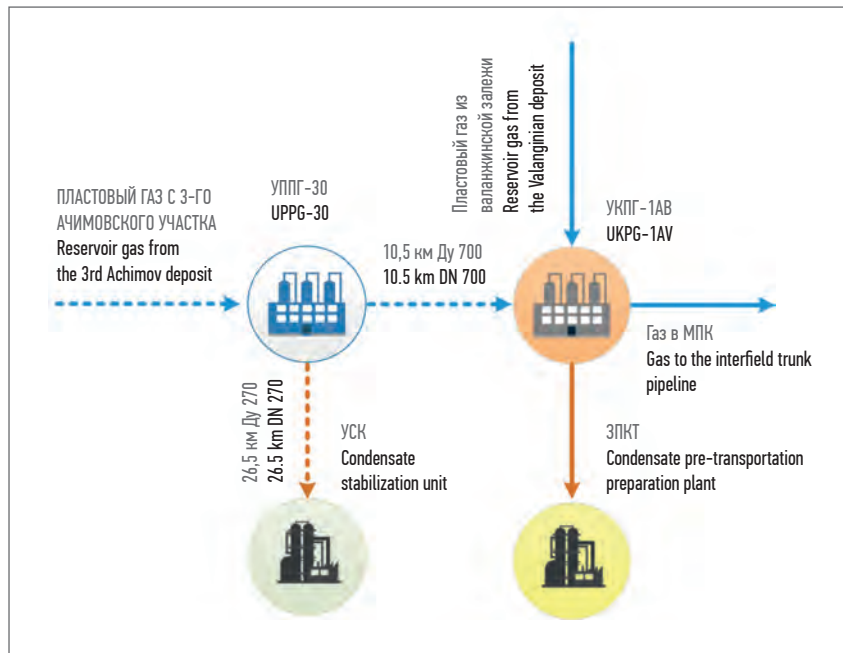 Пластовый газ из
валанжинской залежи
Reservoir gas from
the Valanginian deposit
ПЛАСТОВЫЙ ГАЗ С 3-ГО
АЧИМОВСКОГО УЧАСТКА
Reservoir gas from
the 3rd Achimov deposit
УППГ-30
UPPG-30
10,5 км Ду 700
10.5 km DN 700
УКПГ-1АВ
UKPG-1AV
Газ в МПК
Gas to the interfield trunk
pipeline
26,5 км Ду 270
26.5 km DN 270
УСК
Condensate
stabilization unit
ЗПКТ
Condensate pre-transportation
preparation plant